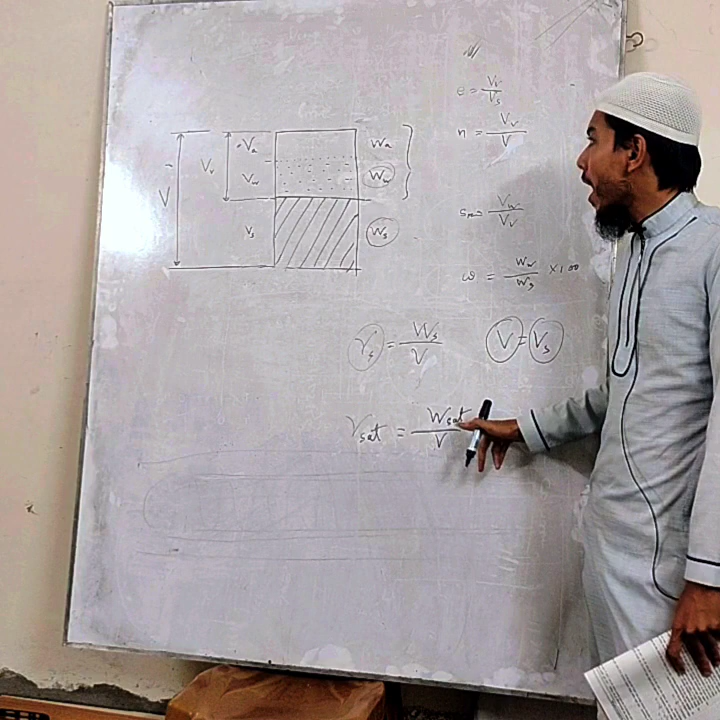 e = Vv/Vs
n = Vv/V
Va Wa
Vv
Vw Ww
V
Vs Ws
Vw/Vv
ω = Ww/Ws ×100
γs = Ws/V V = Vs
γsat = Wsat/V